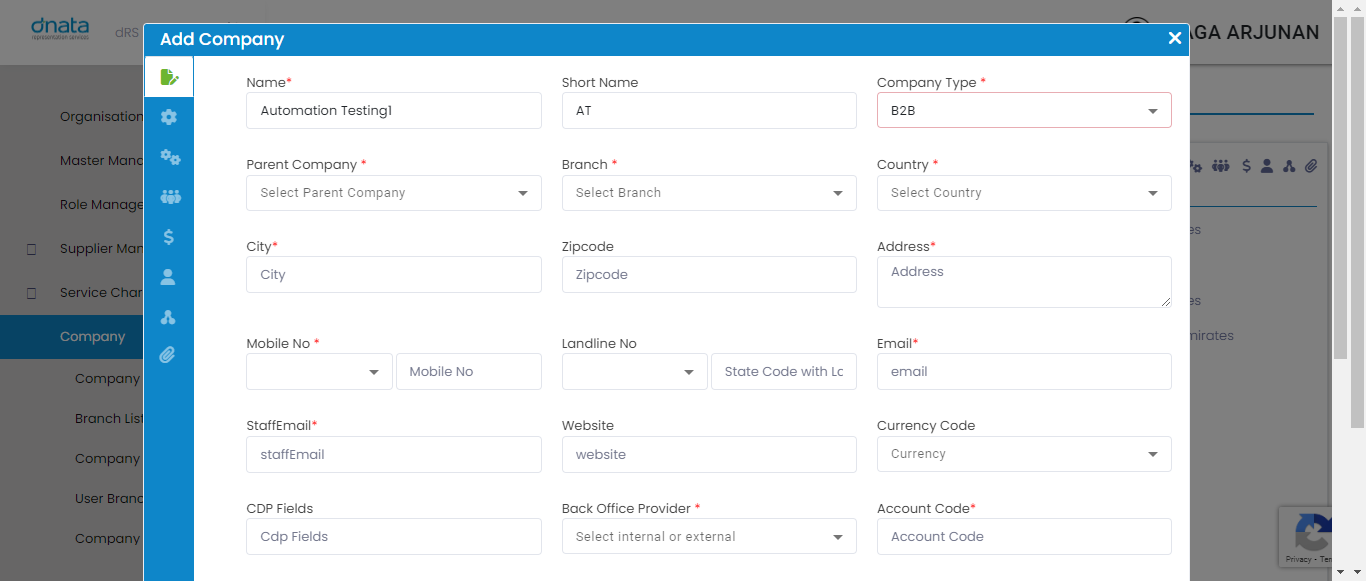 dnata
representation services
dRS
AGA ARJUNAN
Add Company
Organisation
Master Mana
Role Manage
Supplier Man
Service Char
Company
Company
Branch List
Company
User Branc
Company
Name*
Short Name
Company Type *
Automation Testing1
AT
B2B
Parent Company *
Branch *
Country *
Select Parent Company
Select Branch
Select Country
City*
Zipcode
Address*
City
Zipcode
Address
Mobile No *
Landline No
Email*
Mobile No
State Code with Lc
email
StaffEmail*
Website
Currency Code
staffEmail
website
Currency
CDP Fields
Back Office Provider *
Account Code*
Cdp Fields
Select internal or external
Account Code
es
es
mirates
Privacy - Ter